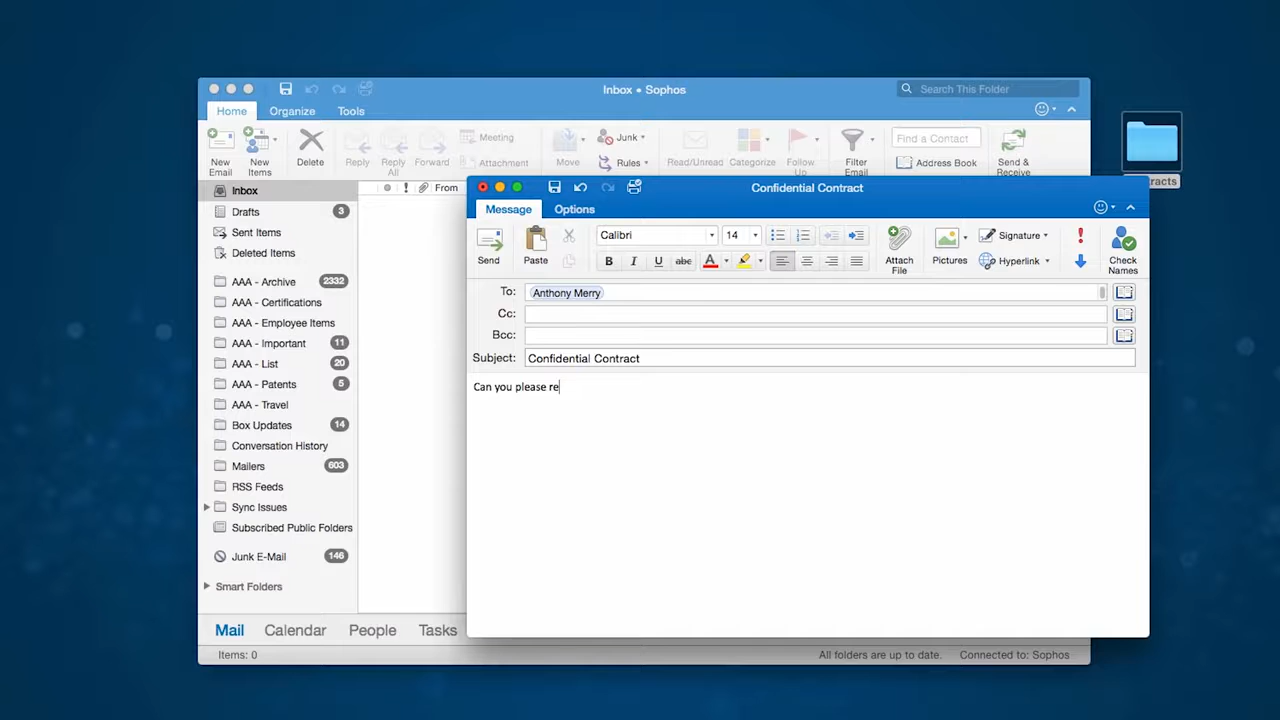 Inbox • Sophos
Search This Folder
Home Organize Tools
New Email
New Items
Delete
Reply
Reply All
Forward
Meeting
Attachment
Move
Junk
Rules
Read/Unread
Categorize
Follow Up
Filter Email
Find a Contact
Address Book
Send & Receive
Inbox
Drafts 3
Sent Items
Deleted Items
AAA - Archive 2332
AAA - Certifications
AAA - Employee Items
AAA - Important 11
AAA - List 20
AAA - Patents 5
AAA - Travel
Box Updates 14
Conversation History
Mailers 603
RSS Feeds
Sync Issues
Subscribed Public Folders
Junk E-Mail 146
Smart Folders
Mail Calendar People Tasks
Items: 0
All folders are up to date. Connected to: Sophos
From
Confidential Contract
Message Options
Send
Paste
Calibri 14
B I U abc A
Attach File
Pictures
Signature
Hyperlink
Check Names
To: Anthony Merry
Cc:
Bcc:
Subject: Confidential Contract
Can you please re
tracts